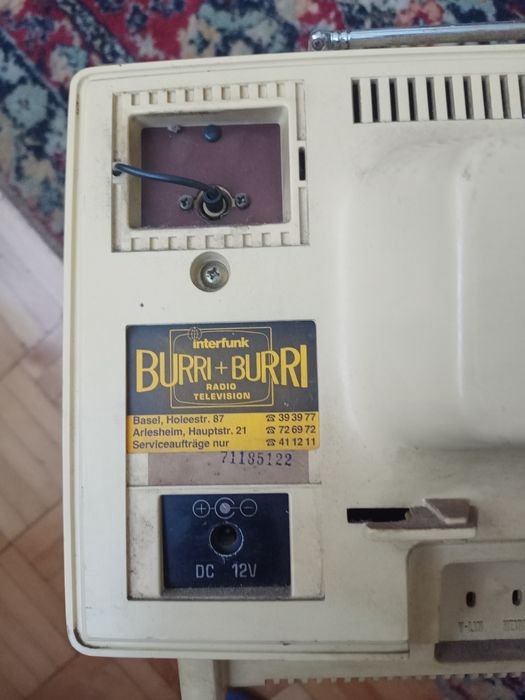 interfunk
BURRI+BURRI
RADIO
TELEVISION
Basel, Holeestr. 87 ☎ 39 39 77
Arlesheim, Hauptstr. 21 ☎ 72 69 72
Serviceaufträge nur ☎ 41 12 11
71185122
+ −
DC 12V
V-LIN